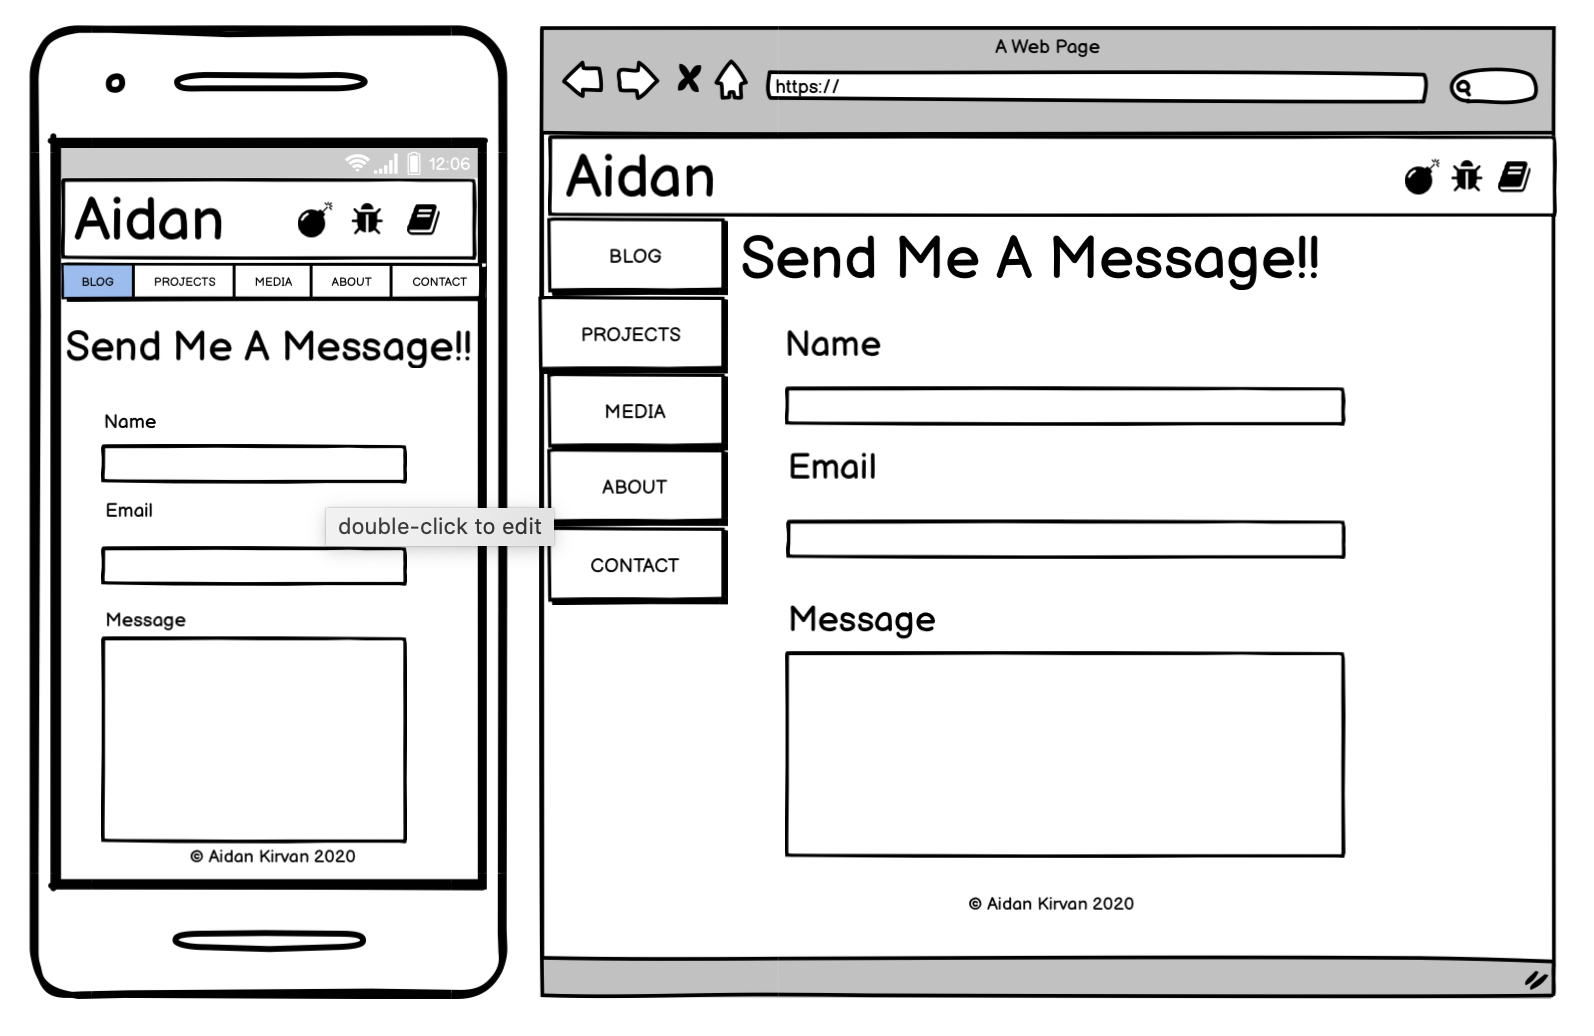 12:06
Aidan
BLOG PROJECTS MEDIA ABOUT CONTACT
Send Me A Message!!
Name
Email
double-click to edit
Message
© Aidan Kirvan 2020
A Web Page
https://
Aidan
BLOG
PROJECTS
MEDIA
ABOUT
CONTACT
Send Me A Message!!
Name
Email
Message
© Aidan Kirvan 2020